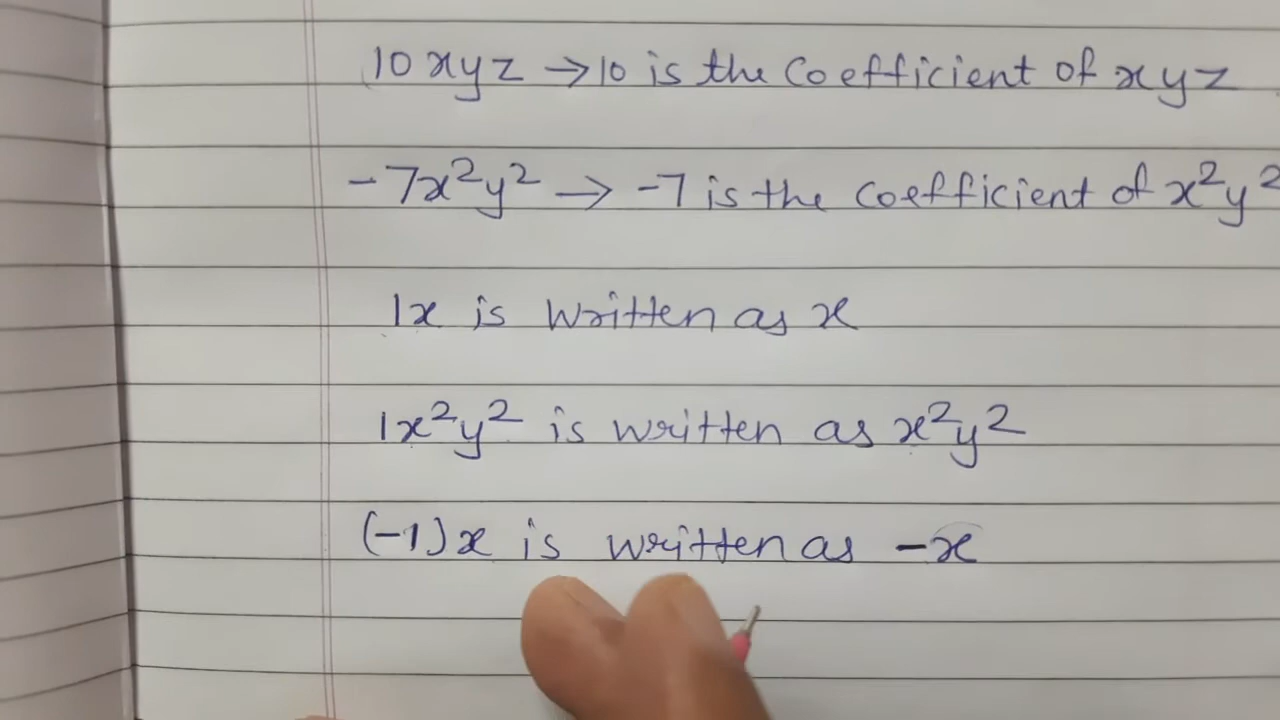 10xyz → 10 is the coefficient of xyz
-7x²y² → -7 is the coefficient of x²y²
1x is written as x
1x²y² is written as x²y²
(-1)x is written as -x